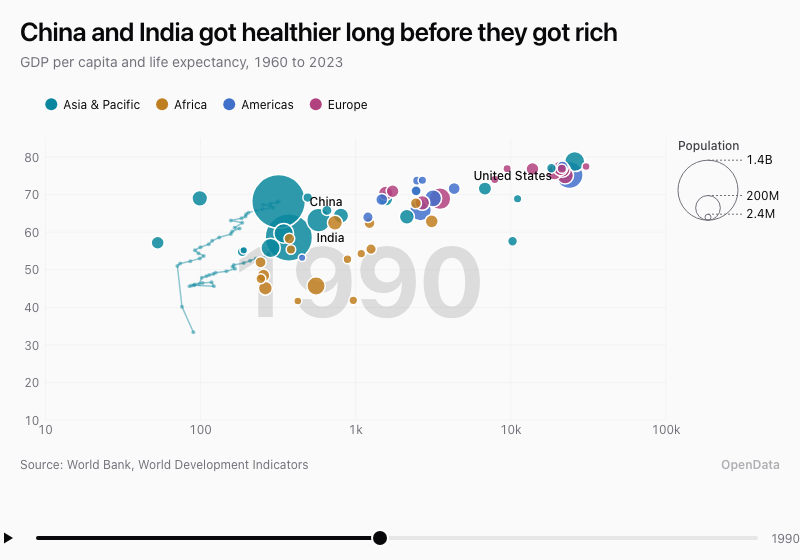 China and India got healthier long before they got rich
GDP per capita and life expectancy, 1960 to 2023
Asia & Pacific
Africa
Americas
Europe
Population
1.4B
200M
2.4M
80
70
60
50
40
30
20
10
United States
China
India
1990
10
100
1k
10k
100k
Source: World Bank, World Development Indicators
OpenData
1990